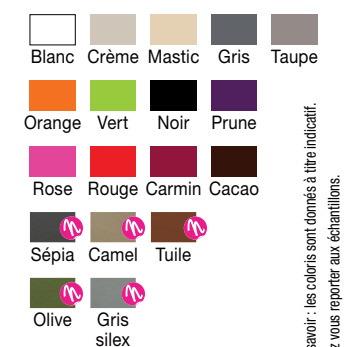 Blanc Crème Mastic Gris Taupe
Orange Vert Noir Prune
Rose Rouge Carmin Cacao
Sépia Camel Tuile
Olive Gris silex
savoir : les coloris sont donnés à titre indicatif.
vous reporter aux échantillons.